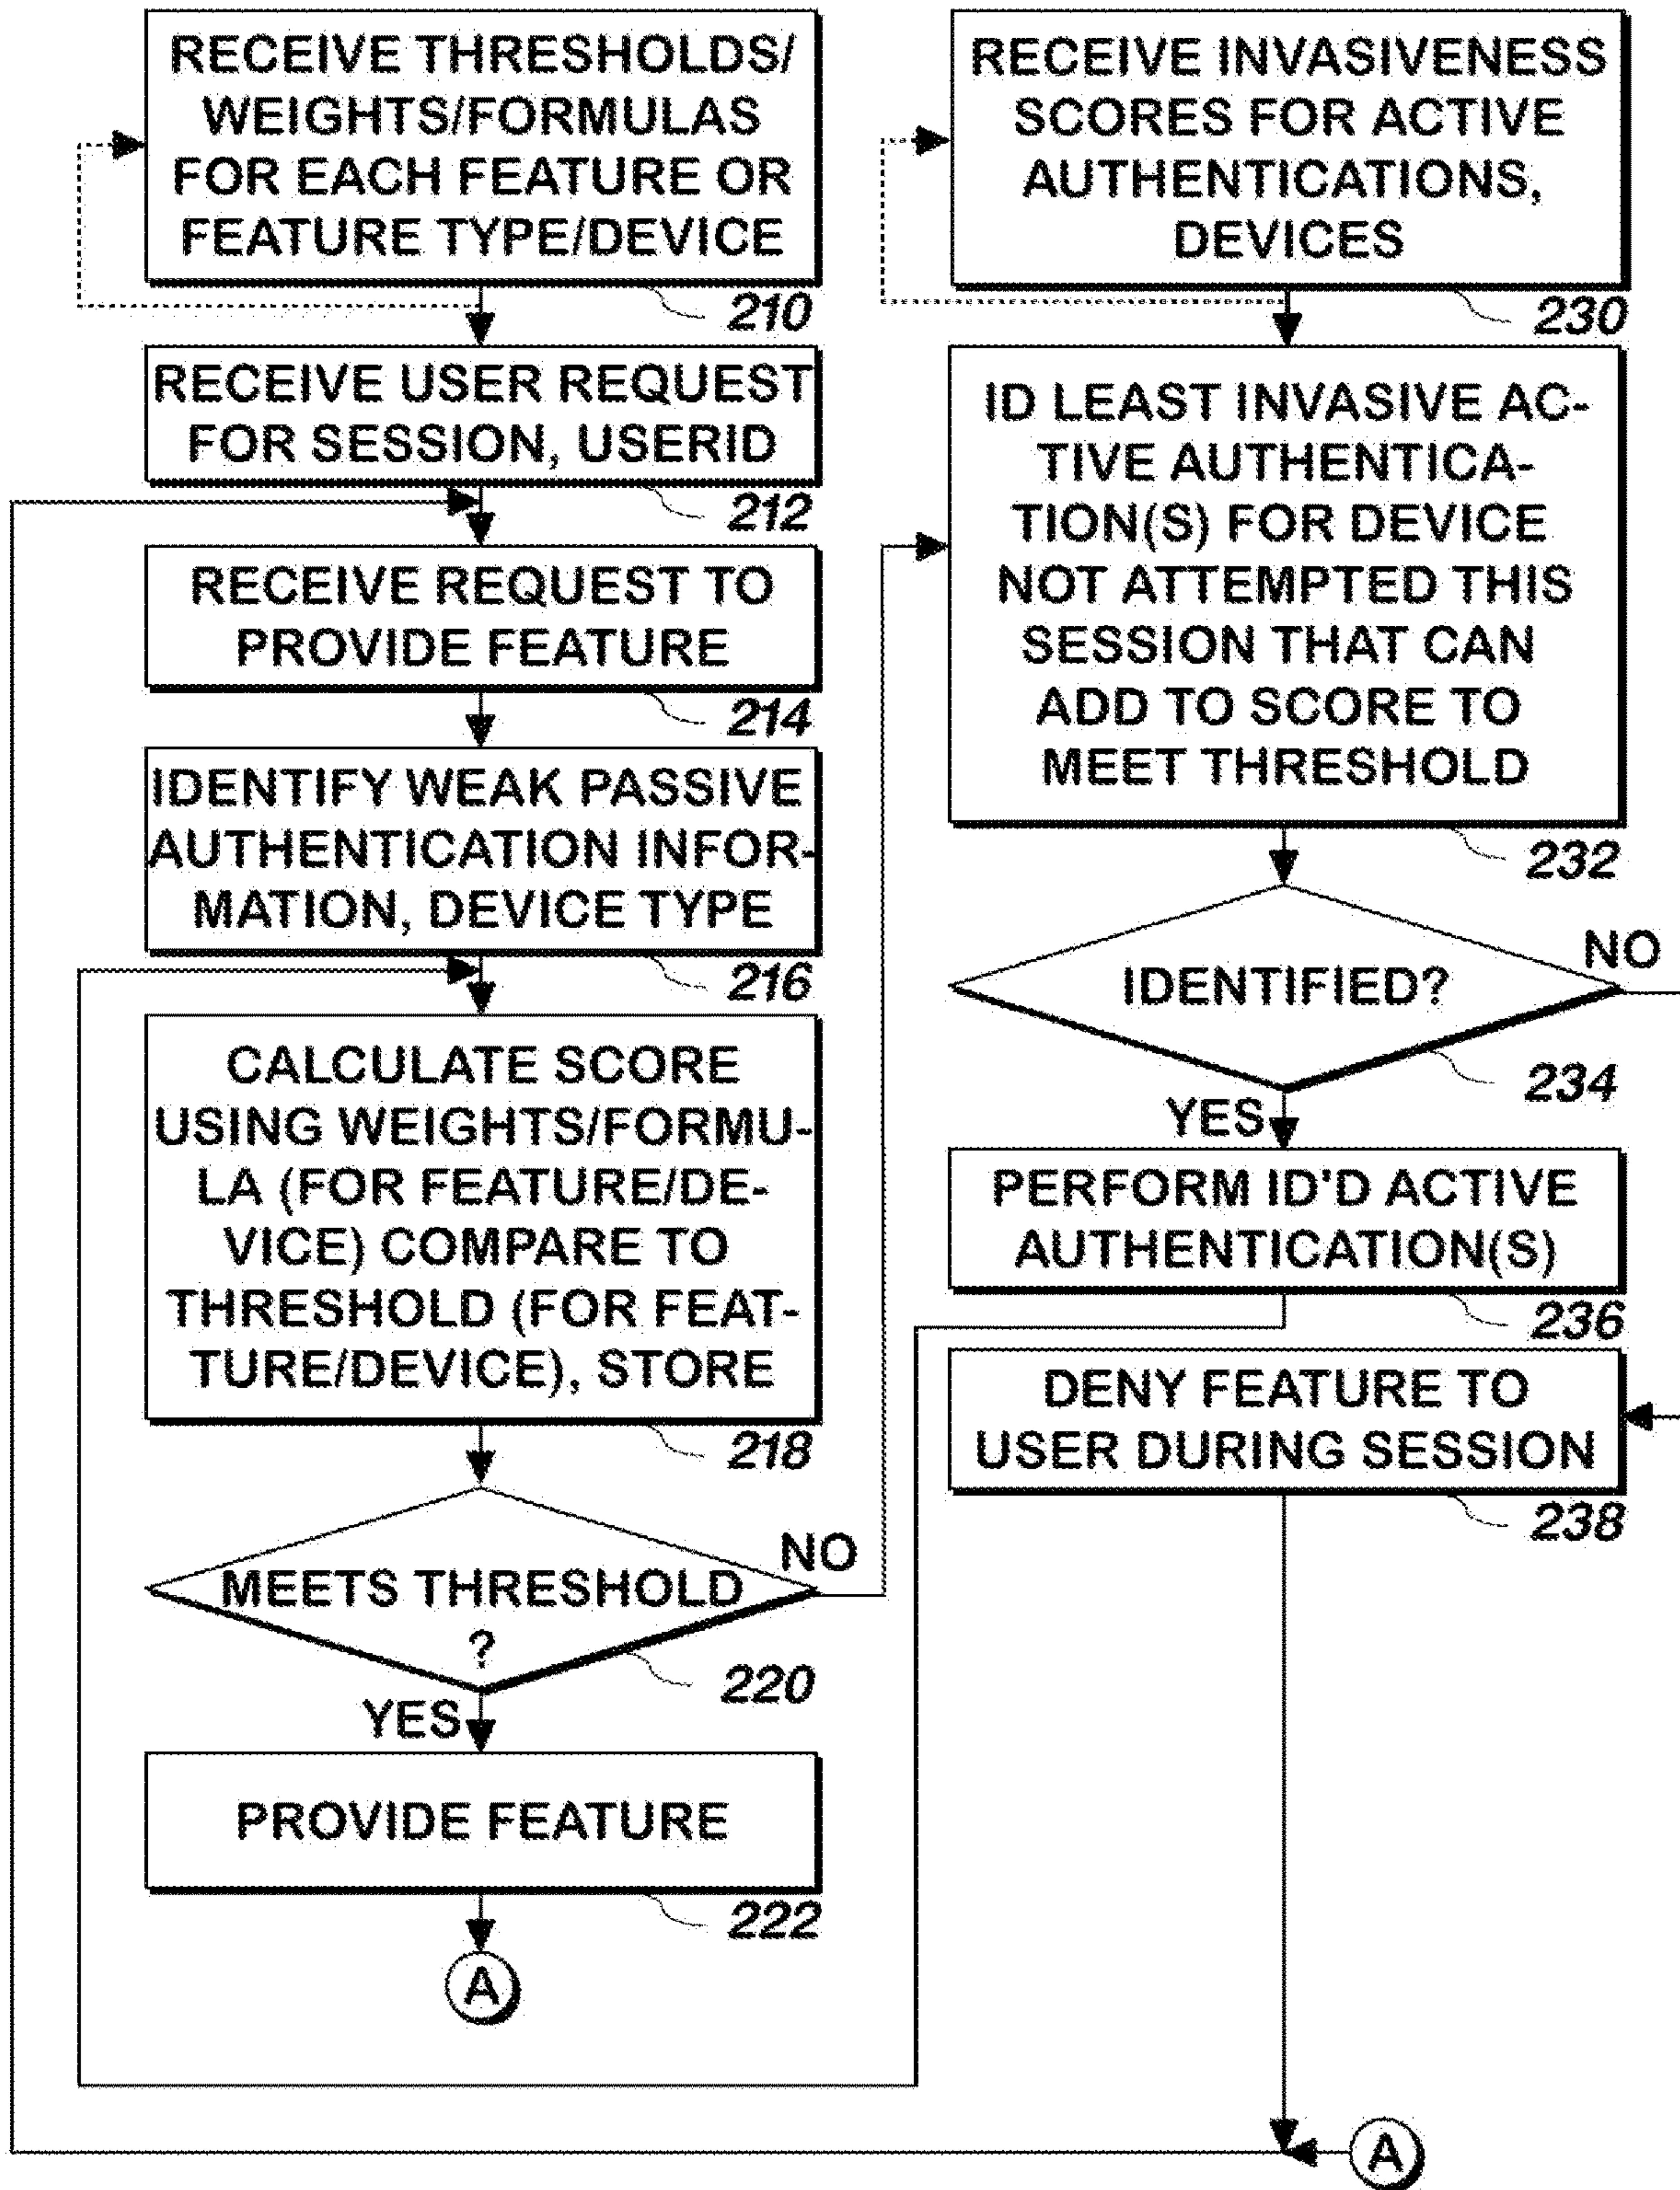 RECEIVE THRESHOLDS/
WEIGHTS/FORMULAS
FOR EACH FEATURE OR
FEATURE TYPE/DEVICE
210
RECEIVE USER REQUEST
FOR SESSION, USERID
212
RECEIVE REQUEST TO
PROVIDE FEATURE
214
IDENTIFY WEAK PASSIVE
AUTHENTICATION INFOR-
MATION, DEVICE TYPE
216
CALCULATE SCORE
USING WEIGHTS/FORMU-
LA (FOR FEATURE/DE-
VICE) COMPARE TO
THRESHOLD (FOR FEAT-
TURE/DEVICE), STORE
218
MEETS THRESHOLD
?
NO
220
YES
PROVIDE FEATURE
222
A
RECEIVE INVASIVENESS
SCORES FOR ACTIVE
AUTHENTICATIONS,
DEVICES
230
ID LEAST INVASIVE AC-
TIVE AUTHENTICA-
TION(S) FOR DEVICE
NOT ATTEMPTED THIS
SESSION THAT CAN
ADD TO SCORE TO
MEET THRESHOLD
232
IDENTIFIED?
NO
234
YES
PERFORM ID'D ACTIVE
AUTHENTICATION(S)
236
DENY FEATURE TO
USER DURING SESSION
238
A